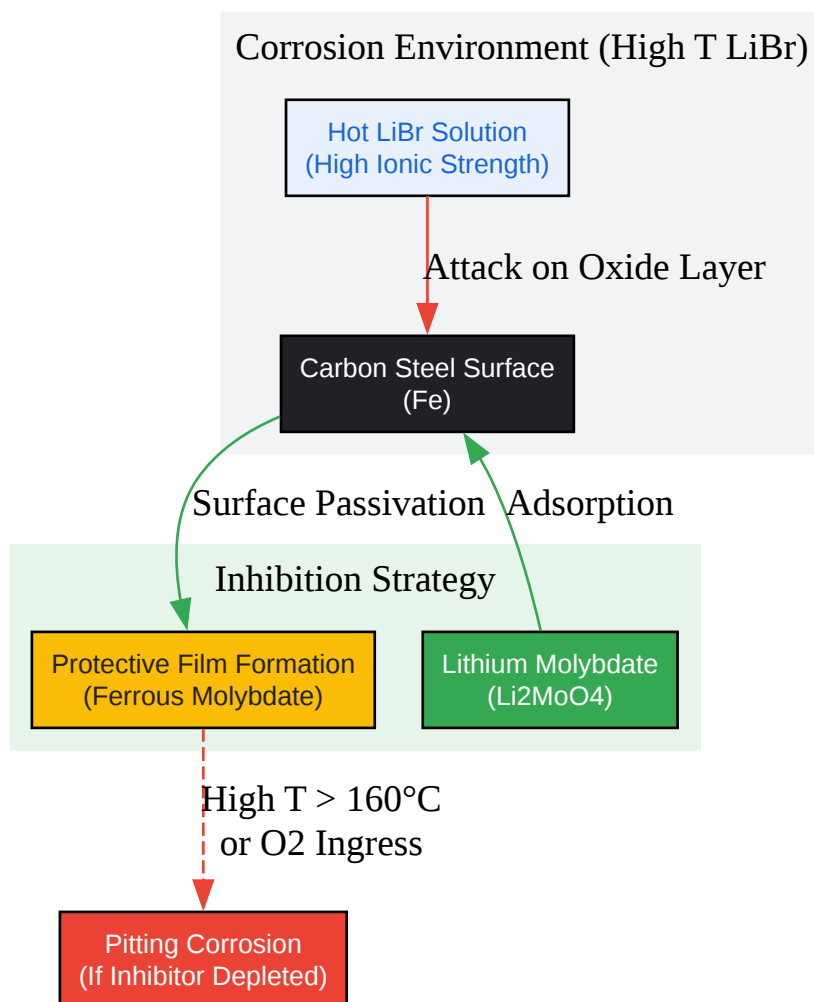 Corrosion Environment (High T LiBr)
Hot LiBr Solution
(High Ionic Strength)
Attack on Oxide Layer
Carbon Steel Surface
(Fe)
Surface Passivation
Adsorption
Inhibition Strategy
Protective Film Formation
(Ferrous Molybdate)
Lithium Molybdate
(Li2MoO4)
High T > 160°C
or O2 Ingress
Pitting Corrosion
(If Inhibitor Depleted)